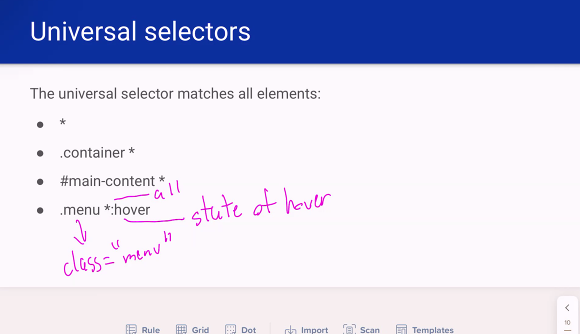 Universal selectors
The universal selector matches all elements:
• *
• .container *
• #main-content *
all
• .menu *:hover
state of hover
class="menu"
10
Rule Grid Dot Import Scan Templates